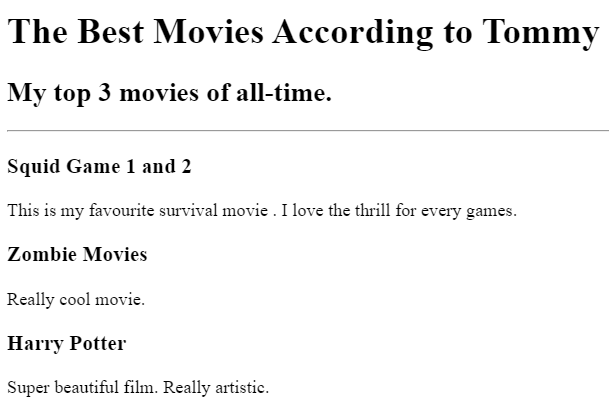 The Best Movies According to Tommy
My top 3 movies of all-time.
Squid Game 1 and 2
This is my favourite survival movie . I love the thrill for every games.
Zombie Movies
Really cool movie.
Harry Potter
Super beautiful film. Really artistic.